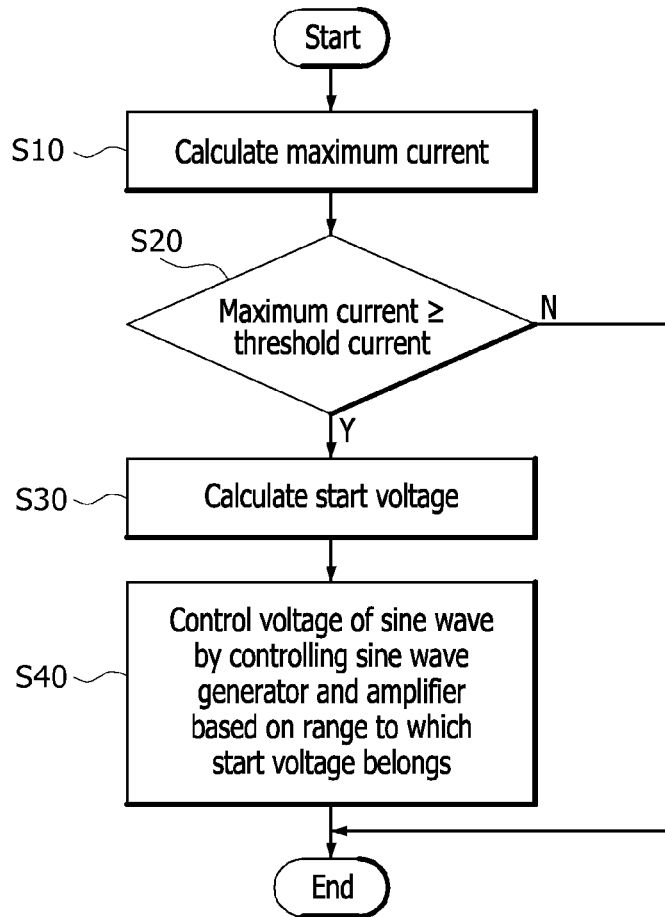 Start
S10
Calculate maximum current
S20
Maximum current ≥
threshold current
N
Y
S30
Calculate start voltage
S40
Control voltage of sine wave
by controlling sine wave
generator and amplifier
based on range to which
start voltage belongs
End